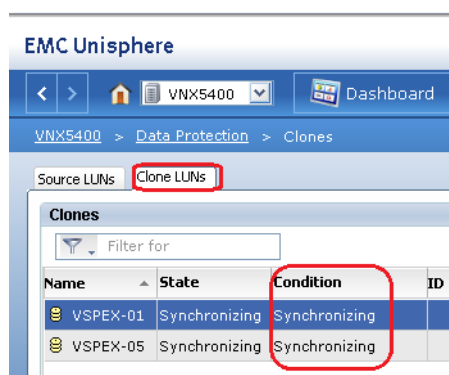 EMC Unisphere
VNX5400 Dashboard
VNX5400 > Data Protection > Clones
Source LUNs Clone LUNs
Clones
Filter for
Name State Condition ID
VSPEX-01 Synchronizing Synchronizing
VSPEX-05 Synchronizing Synchronizing